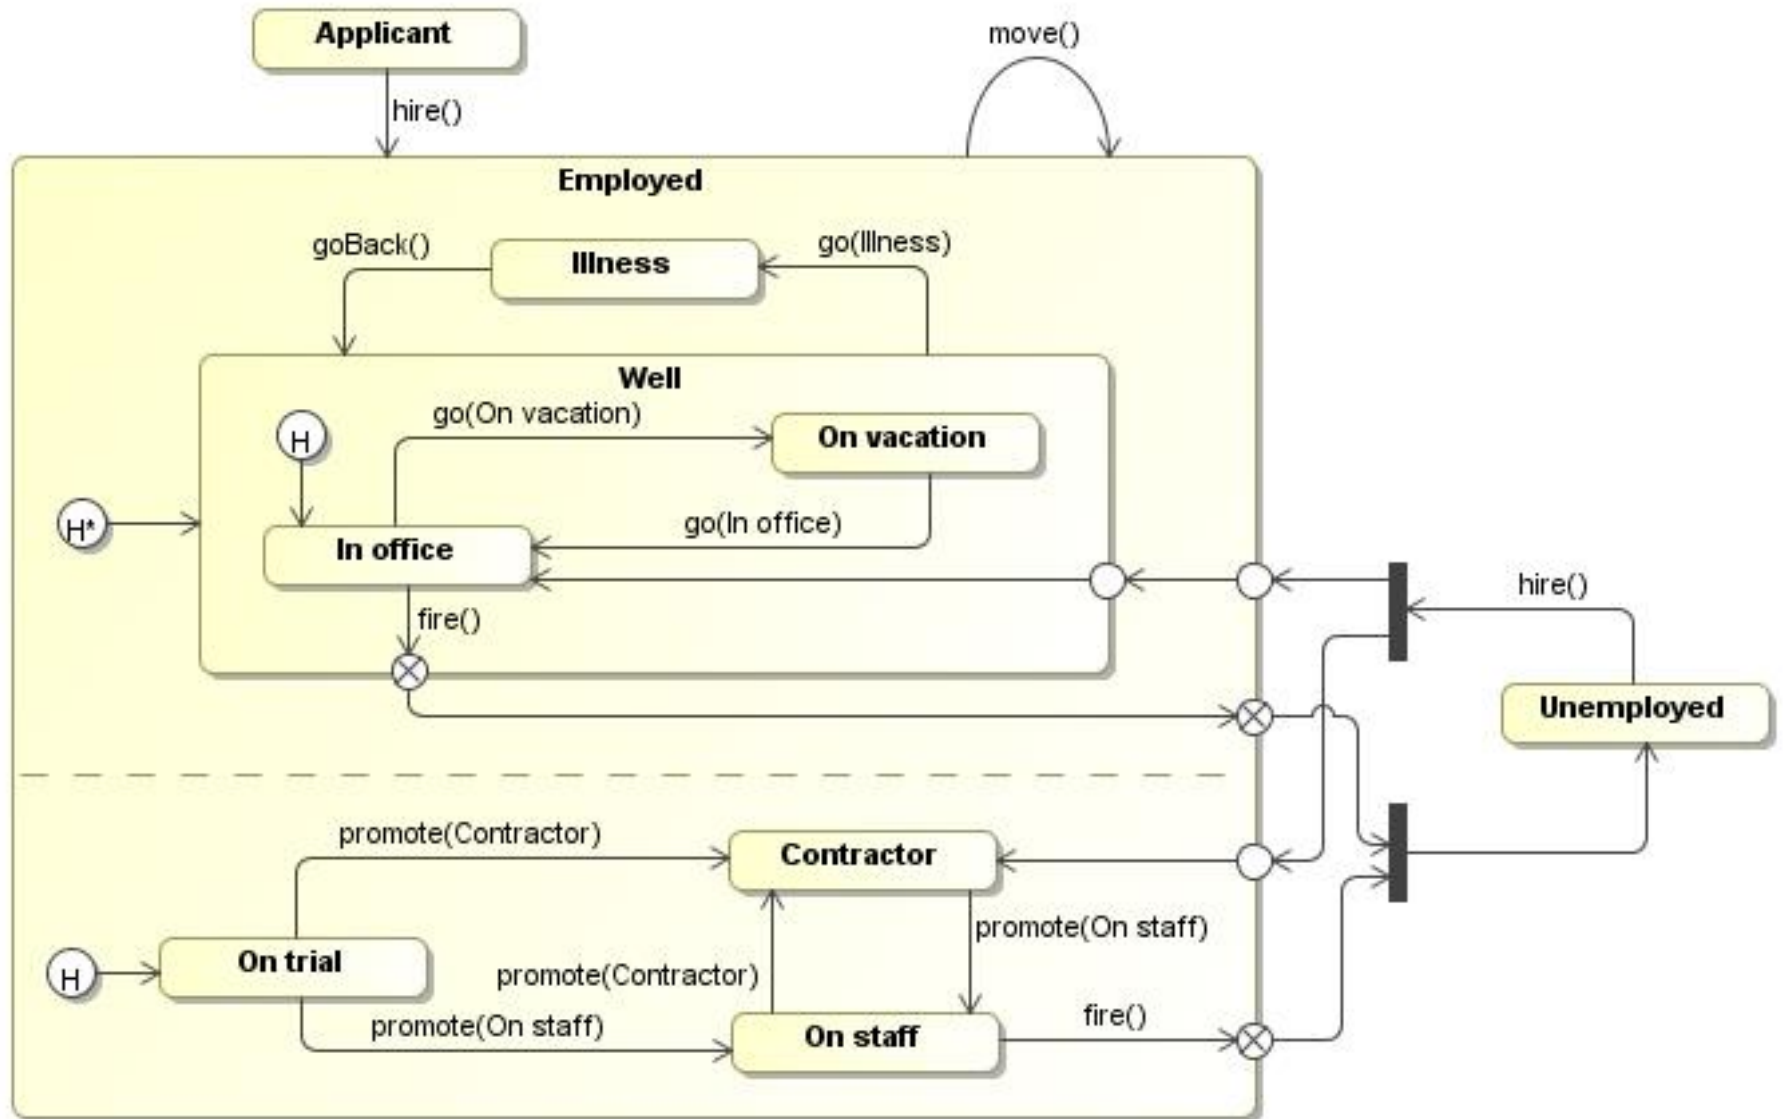 Applicant
move()
hire()
Employed
goBack()
Illness
go(Illness)
Well
go(On vacation)
H
On vacation
H*
go(In office)
In office
hire()
fire()
Unemployed
promote(Contractor)
Contractor
promote(On staff)
On trial
H
promote(Contractor)
promote(On staff)
On staff
fire()